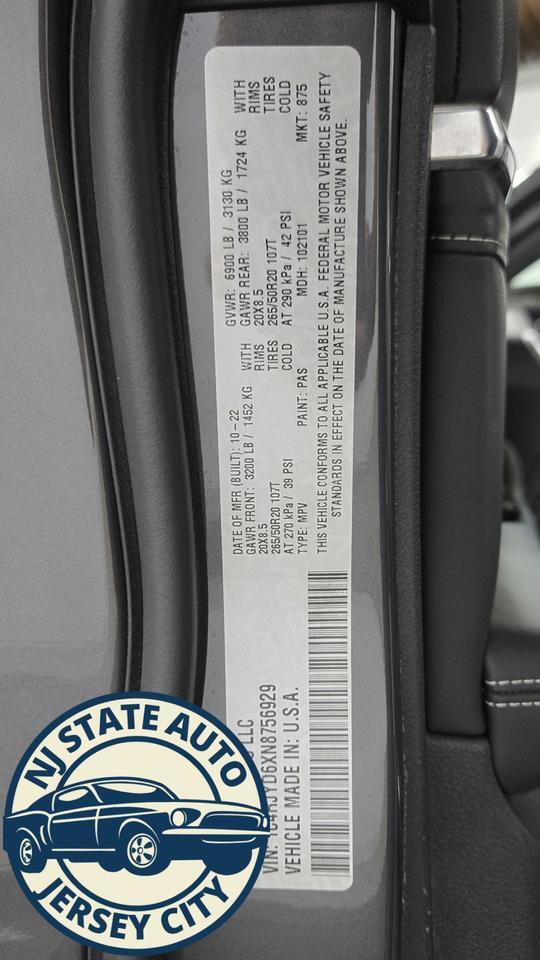 LLC
DATE OF MFR (BUILT): 10-22
GVWR: 6900 LB / 3130 KG
GAWR FRONT: 3200 LB / 1452 KG WITH
GAWR REAR: 3800 LB / 1724 KG WITH
20X8.5 RIMS
20X8.5 RIMS
265/50R20 107T TIRES
265/50R20 107T TIRES
AT 270 kPa / 39 PSI COLD
AT 290 kPa / 42 PSI COLD
VIN:
YD6XN8756929
TYPE: MPV
PAINT: PAS
MDH: 102101
MKT: 875
VEHICLE MADE IN: U.S.A.
THIS VEHICLE CONFORMS TO ALL APPLICABLE U.S.A. FEDERAL MOTOR VEHICLE SAFETY
STANDARDS IN EFFECT ON THE DATE OF MANUFACTURE SHOWN ABOVE.
NJ STATE AUTO
JERSEY CITY